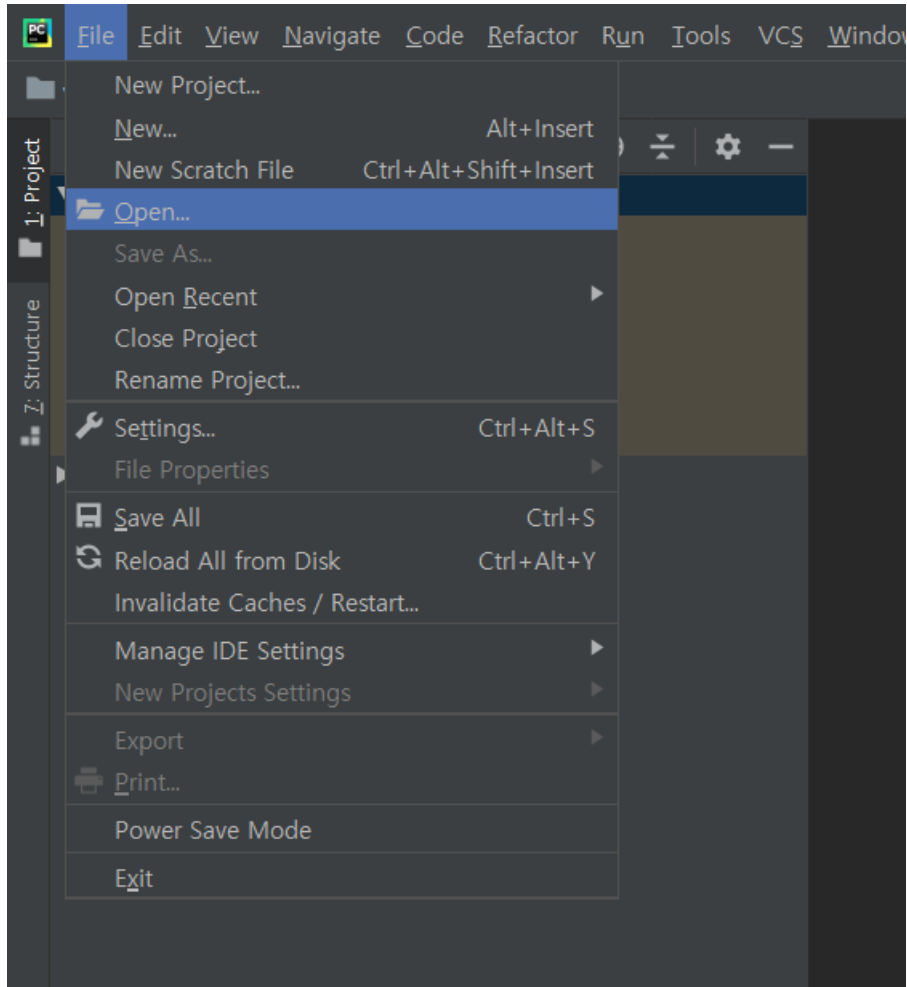 PC
File Edit View Navigate Code Refactor Run Tools VCS Window
New Project...
New... Alt+Insert
New Scratch File Ctrl+Alt+Shift+Insert
Open...
Save As...
Open Recent
Close Project
Rename Project...
Settings... Ctrl+Alt+S
File Properties
Save All Ctrl+S
Reload All from Disk Ctrl+Alt+Y
Invalidate Caches / Restart...
Manage IDE Settings
New Projects Settings
Export
Print...
Power Save Mode
Exit
1: Project
7: Structure